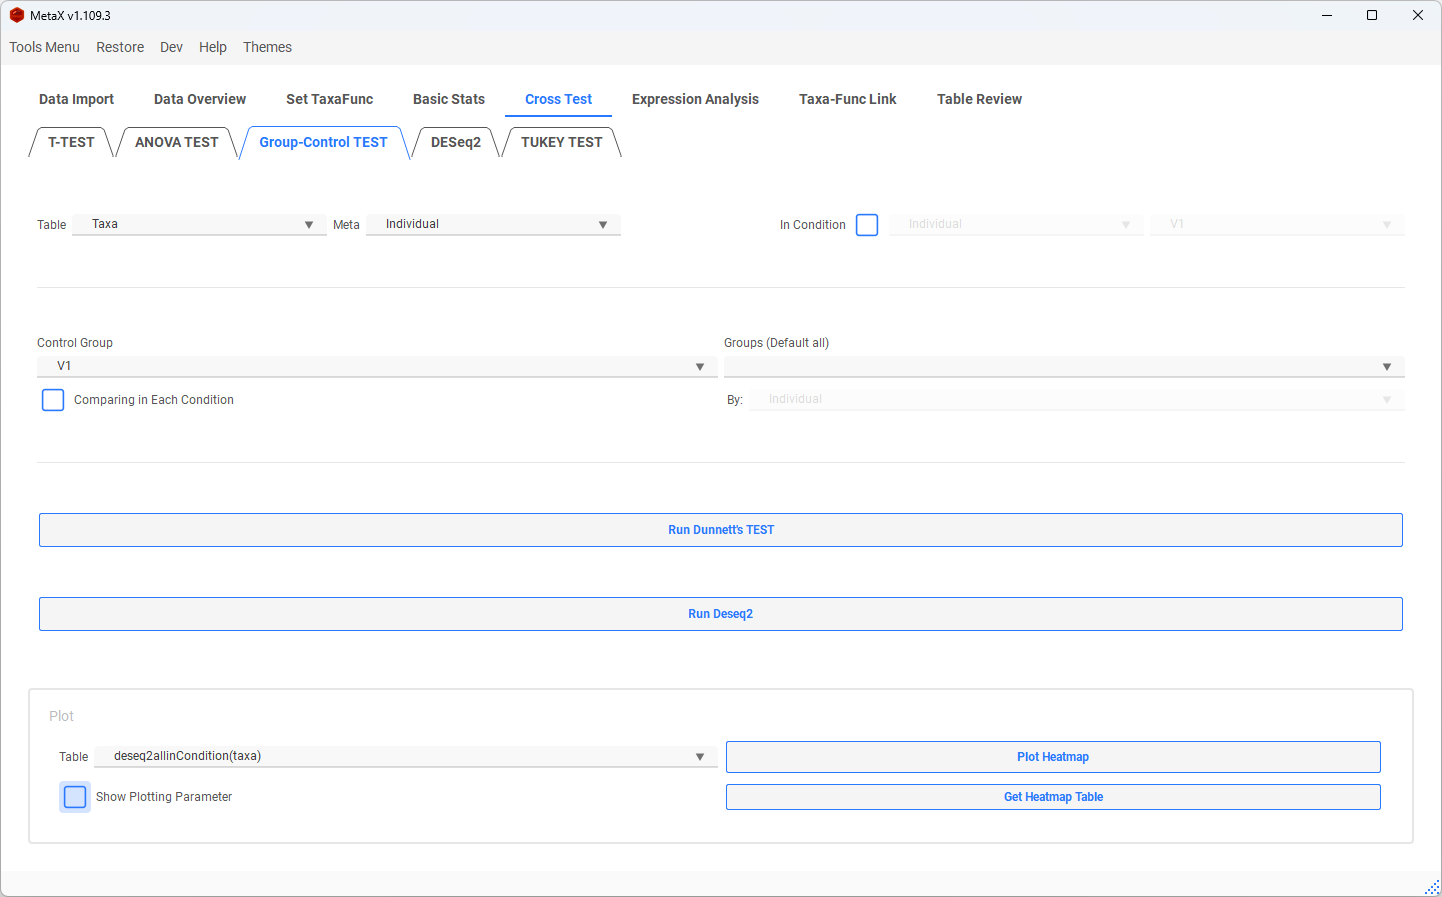 MetaX v1.109.3
Tools Menu Restore Dev Help Themes
Data Import Data Overview Set TaxaFunc Basic Stats Cross Test Expression Analysis Taxa-Func Link Table Review
T-TEST ANOVA TEST Group-Control TEST DESeq2 TUKEY TEST
Table Taxa Meta Individual In Condition Individual V1
Control Group Groups (Default all)
V1
Comparing in Each Condition By: Individual
Run Dunnett's TEST
Run Deseq2
Plot
Table deseq2allinCondition(taxa) Plot Heatmap
Show Plotting Parameter Get Heatmap Table